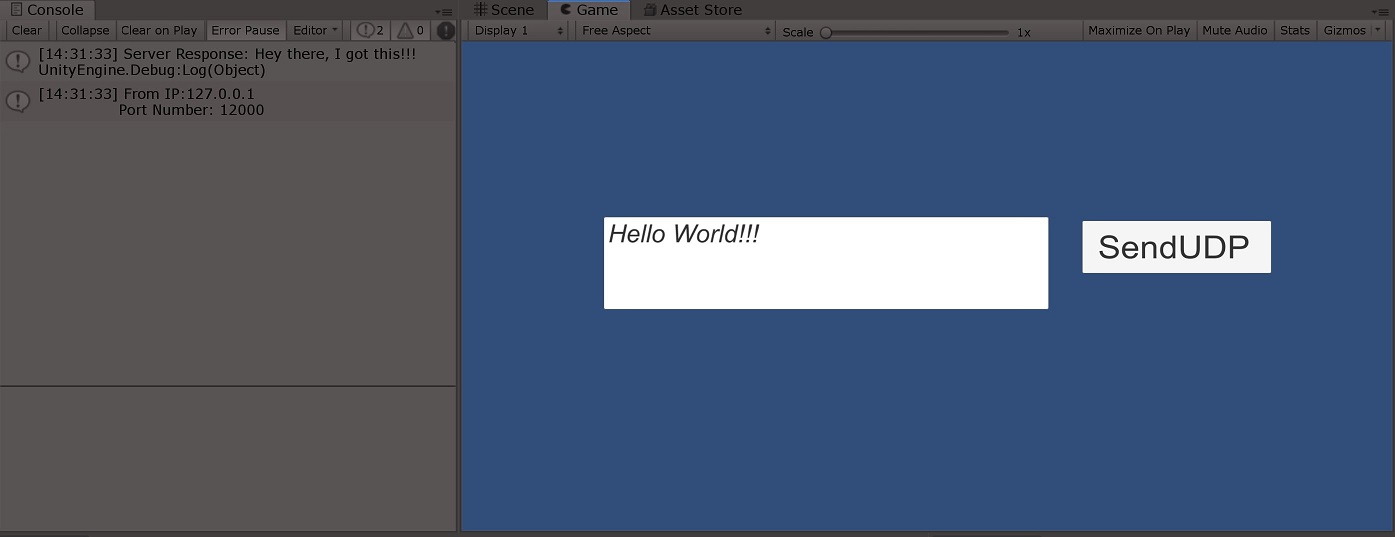 Console
Clear Collapse Clear on Play Error Pause Editor 2 0
[14:31:33] Server Response: Hey there, I got this!!!
UnityEngine.Debug:Log(Object)
[14:31:33] From IP:127.0.0.1
Port Number: 12000
Scene Game Asset Store
Display 1 Free Aspect Scale 1x Maximize On Play Mute Audio Stats Gizmos
Hello World!!!
SendUDP